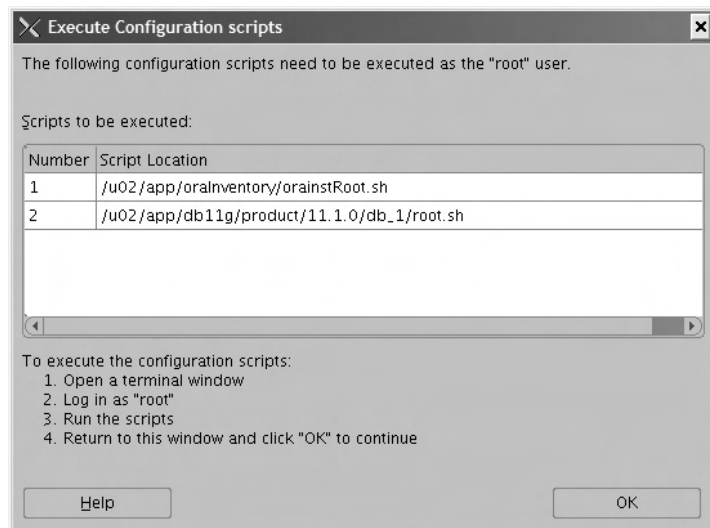 Execute Configuration scripts
The following configuration scripts need to be executed as the "root" user.
Scripts to be executed:
Number Script Location
1 /u02/app/oraInventory/orainstRoot.sh
2 /u02/app/db11g/product/11.1.0/db_1/root.sh
To execute the configuration scripts:
1. Open a terminal window
2. Log in as "root"
3. Run the scripts
4. Return to this window and click "OK" to continue
Help OK